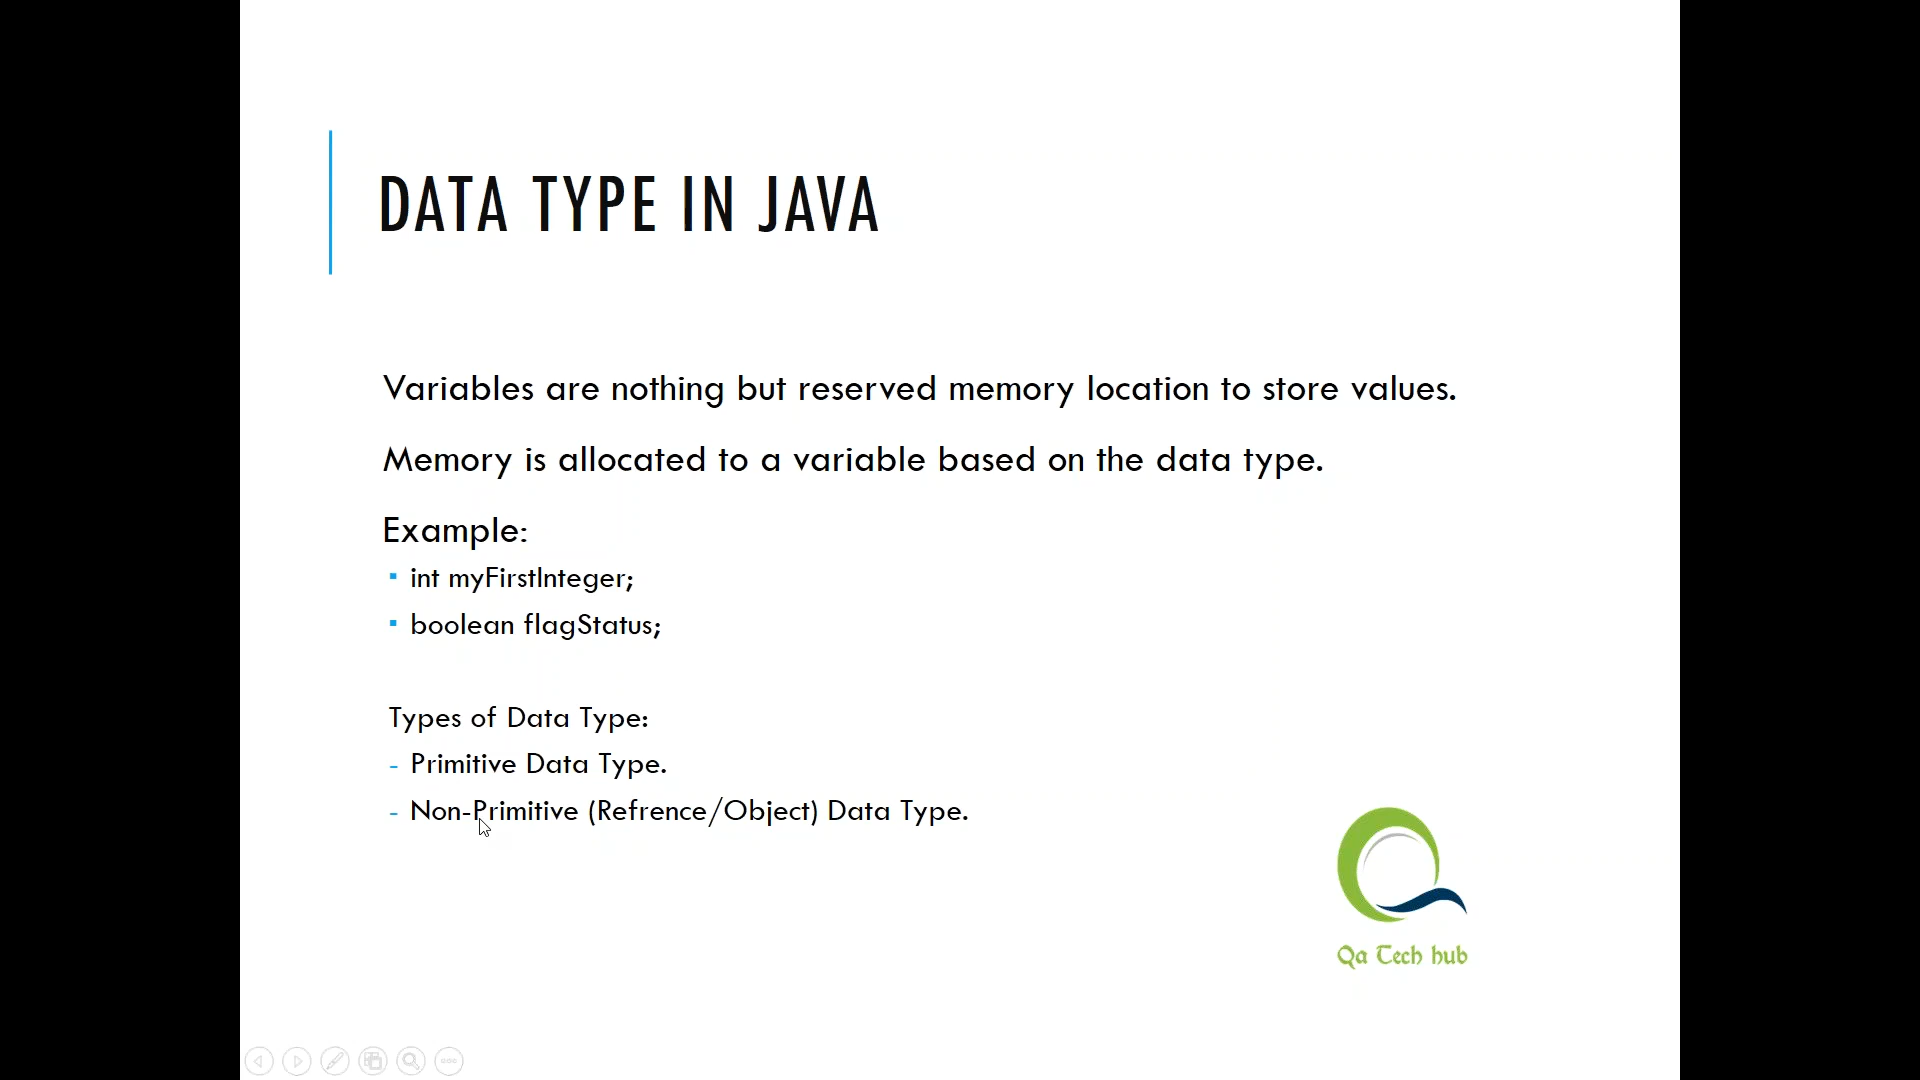 DATA TYPE IN JAVA
Variables are nothing but reserved memory location to store values.
Memory is allocated to a variable based on the data type.
Example:
▪ int myFirstInteger;
▪ boolean flagStatus;
Types of Data Type:
- Primitive Data Type.
- Non-Primitive (Refrence/Object) Data Type.
Qa Tech hub